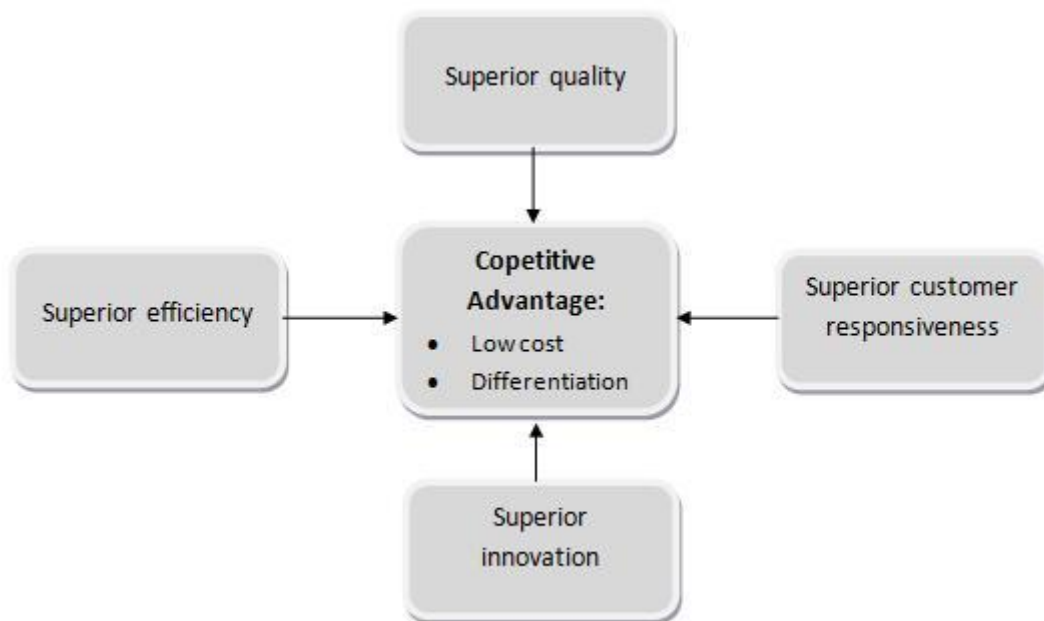 Superior quality
Superior efficiency
Copetitive
Advantage:
• Low cost
• Differentiation
Superior customer
responsiveness
Superior
innovation